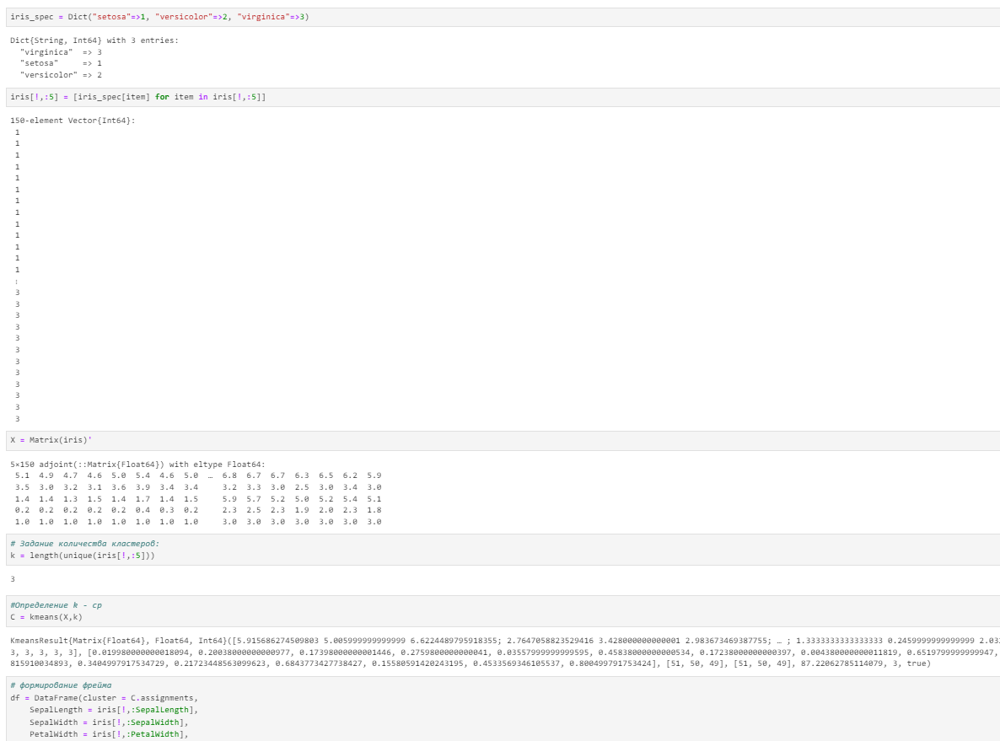 iris_spec = Dict("setosa"=>1, "versicolor"=>2, "virginica"=>3)
Dict{String, Int64} with 3 entries:
  "virginica"  => 3
  "setosa"     => 1
  "versicolor" => 2
iris[!,:5] = [iris_spec[item] for item in iris[!,:5]]
150-element Vector{Int64}:
 1
 1
 1
 1
 1
 1
 1
 1
 1
 1
 1
 1
 1
 ⋮
 3
 3
 3
 3
 3
 3
 3
 3
 3
 3
 3
 3
X = Matrix(iris)'
5×150 adjoint(::Matrix{Float64}) with eltype Float64:
 5.1  4.9  4.7  4.6  5.0  5.4  4.6  5.0  …  6.8  6.7  6.7  6.3  6.5  6.2  5.9
 3.5  3.0  3.2  3.1  3.6  3.9  3.4  3.4     3.2  3.3  3.0  2.5  3.0  3.4  3.0
 1.4  1.4  1.3  1.5  1.4  1.7  1.4  1.5     5.9  5.7  5.2  5.0  5.2  5.4  5.1
 0.2  0.2  0.2  0.2  0.2  0.4  0.3  0.2     2.3  2.5  2.3  1.9  2.0  2.3  1.8
 1.0  1.0  1.0  1.0  1.0  1.0  1.0  1.0     3.0  3.0  3.0  3.0  3.0  3.0  3.0
# Задание количества кластеров:
k = length(unique(iris[!,:5]))
3
#Определение k - ср
C = kmeans(X,k)
KmeansResult{Matrix{Float64}, Float64, Int64}([5.915686274509803 5.005999999999999 6.6224489795918355; 2.7647058823529416 3.428000000000001 2.983673469387755; … ; 1.3333333333333333 0.2459999999999999 2.03
3, 3, 3, 3, 3], [0.019980000000018094, 0.20038000000000977, 0.17398000000001446, 0.2759800000000041, 0.03557999999999595, 0.45838000000000534, 0.17238000000000397, 0.004380000000011819, 0.6519799999999947,
815910034893, 0.3404997917534729, 0.21723448563099623, 0.6843773427738427, 0.15580591420243195, 0.4533569346105537, 0.800499791753424], [51, 50, 49], [51, 50, 49], 87.22062785114079, 3, true)
# формирование фрейма
df = DataFrame(cluster = C.assignments,
    SepalLength = iris[!,:SepalLength],
    SepalWidth = iris[!,:SepalWidth],
    PetalWidth = iris[!,:PetalWidth],